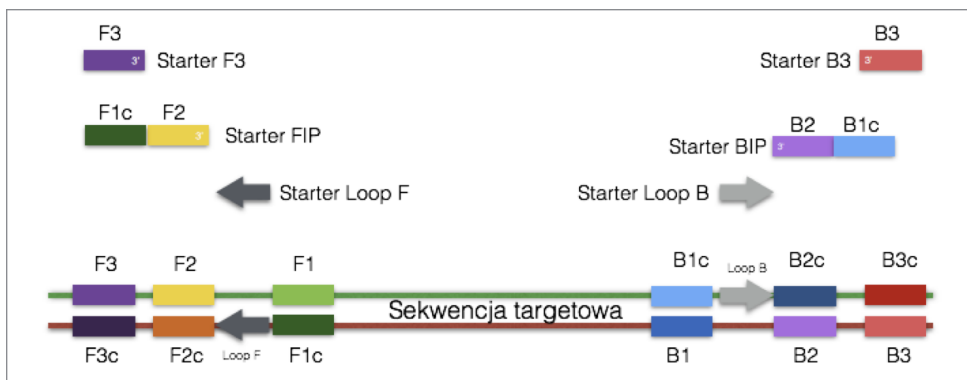 F3
B3
3' Starter F3
Starter B3 3'
F1c F2
3' Starter FIP
B2 B1c
Starter BIP 3'
Starter Loop F
Starter Loop B
F3 F2 F1
B1c Loop B B2c B3c
Sekwencja targetowa
F3c F2c Loop F F1c
B1 B2 B3